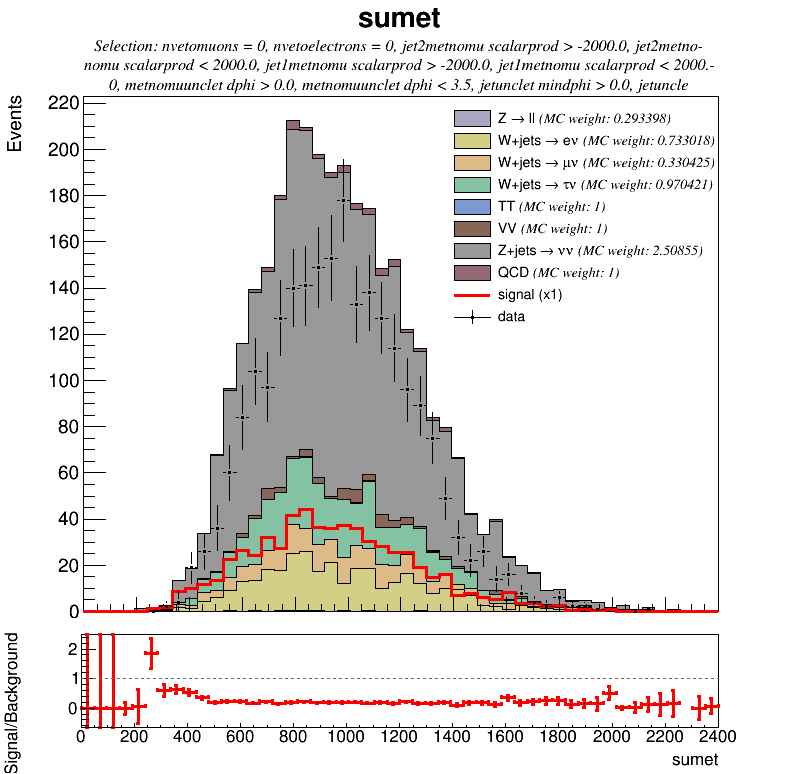 sumet
Selection: nvetomuons = 0, nvetoelectrons = 0, jet2metnomu scalarprod > -2000.0, jet2metno-
nomu scalarprod < 2000.0, jet1metnomu scalarprod > -2000.0, jet1metnomu scalarprod < 2000.-
0, metnomuunclet dphi > 0.0, metnomuunclet dphi < 3.5, jetunclet mindphi > 0.0, jetuncle
Events
220
200
180
160
140
120
100
80
60
40
20
0
Z → ll (MC weight: 0.293398)
W+jets → eν (MC weight: 0.733018)
W+jets → μν (MC weight: 0.330425)
W+jets → τν (MC weight: 0.970421)
TT (MC weight: 1)
VV (MC weight: 1)
Z+jets → νν (MC weight: 2.50855)
QCD (MC weight: 1)
signal (x1)
data
Signal/Background
2
1
0
0 200 400 600 800 1000 1200 1400 1600 1800 2000 2200 2400
sumet